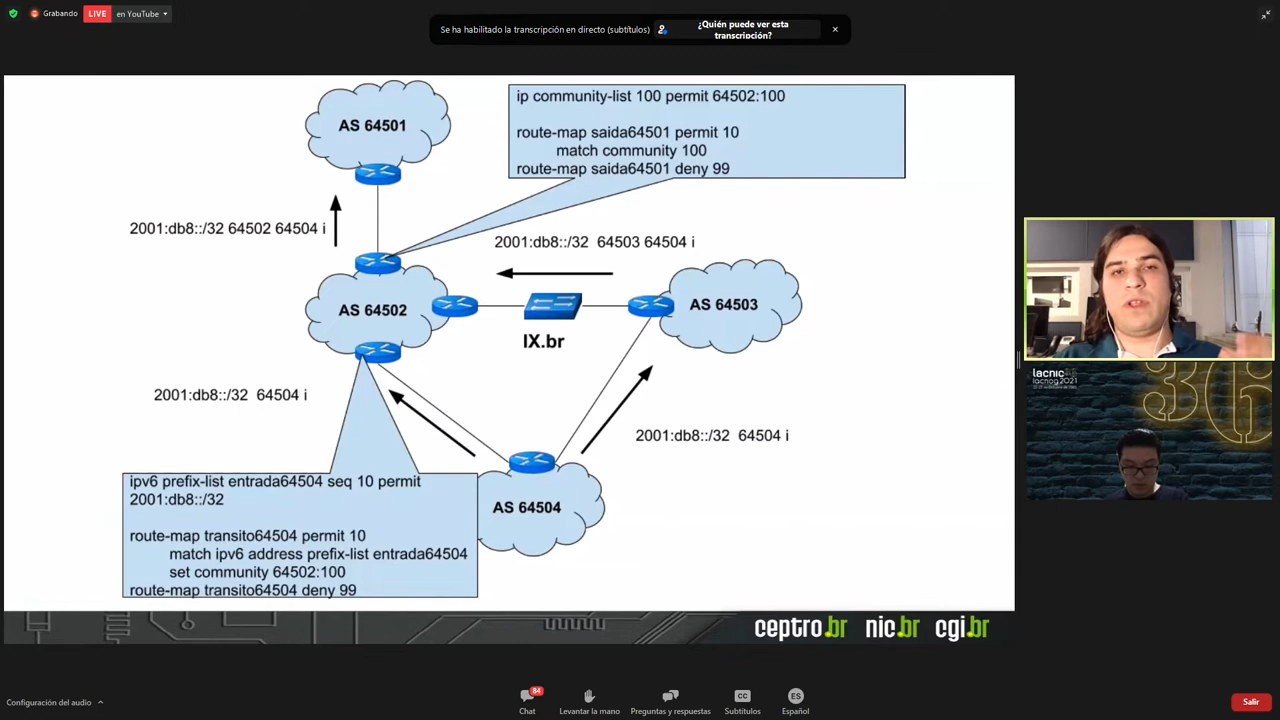 Grabando
LIVE
en YouTube
Se ha habilitado la transcripción en directo (subtítulos)
¿Quién puede ver esta
transcripción?
AS 64501
ip community-list 100 permit 64502:100
route-map saida64501 permit 10
match community 100
route-map saida64501 deny 99
2001:db8::/32 64502 64504 i
2001:db8::/32 64503 64504 i
AS 64502
AS 64503
IX.br
2001:db8::/32 64504 i
2001:db8::/32 64504 i
ipv6 prefix-list entrada64504 seq 10 permit
2001:db8::/32
route-map transito64504 permit 10
match ipv6 address prefix-list entrada64504
set community 64502:100
route-map transito64504 deny 99
AS 64504
ceptro.br nic.br cgi.br
lacnic36
lacnog 2021
36
Configuración del audio
84
Chat
Levantar la mano
Preguntas y respuestas
CC
Subtítulos
ES
Español
Salir